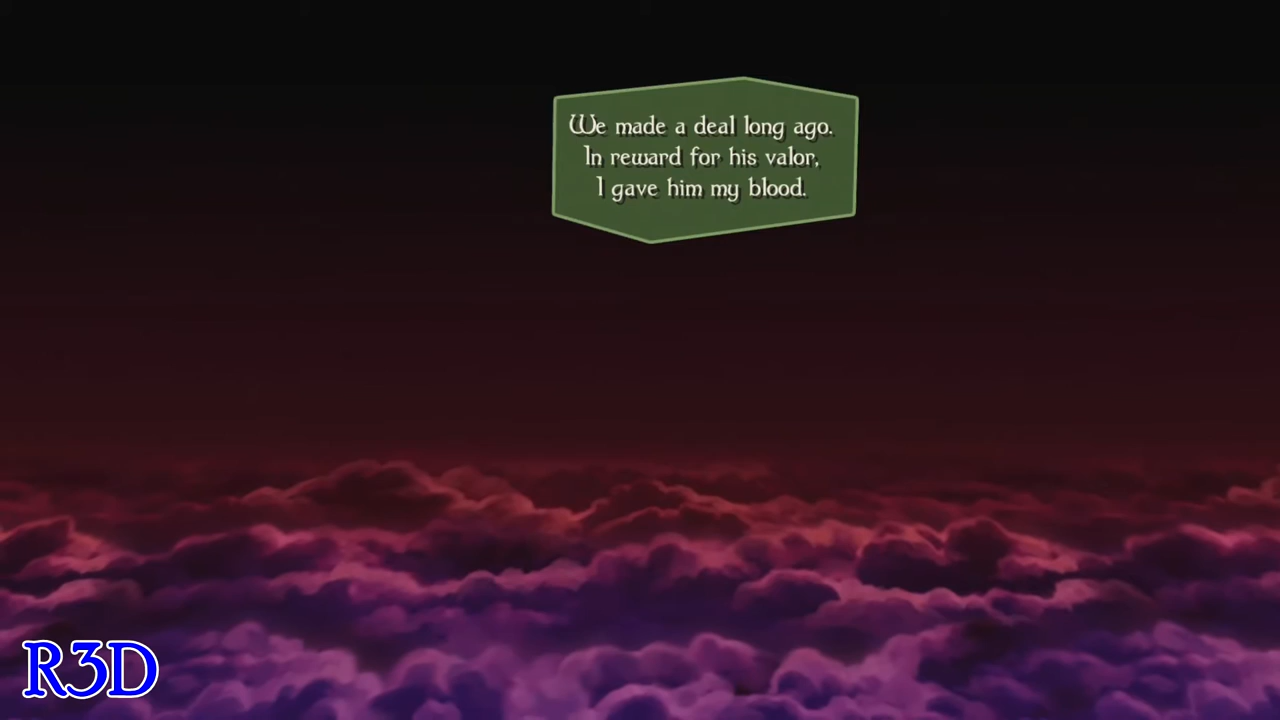 We made a deal long ago.
In reward for his valor,
I gave him my blood.
R3D